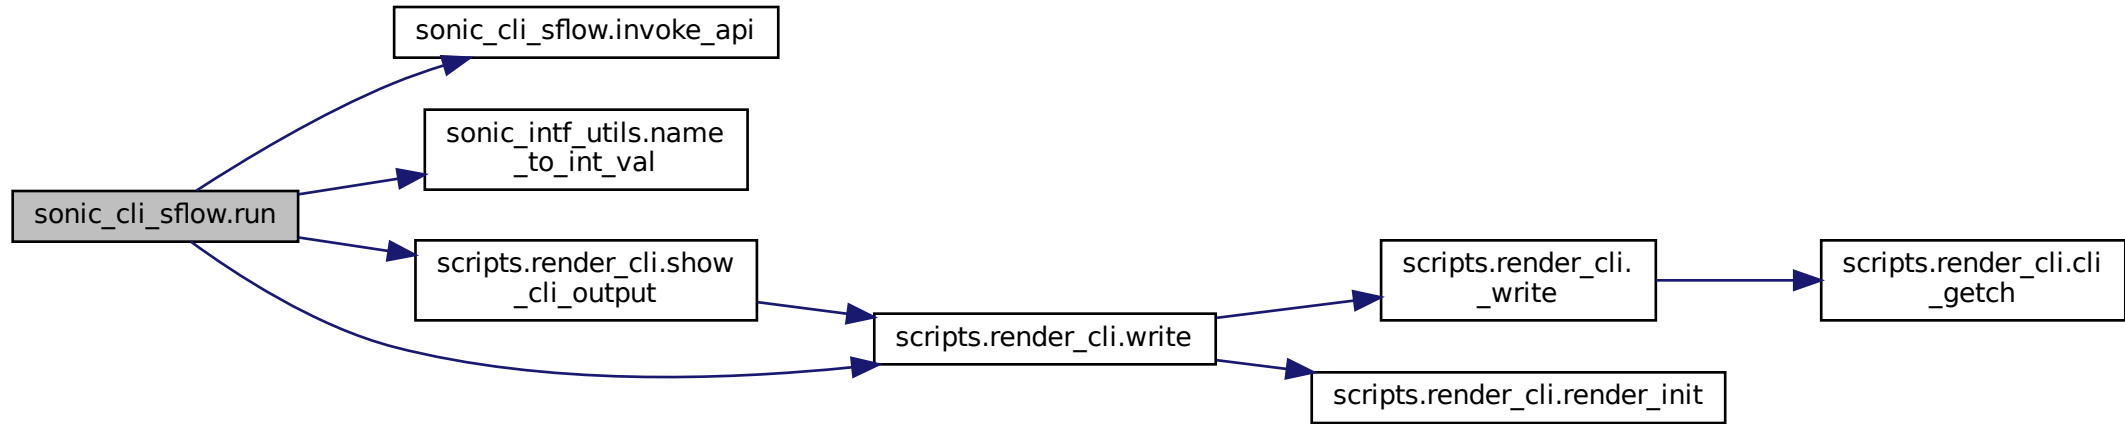 sonic_cli_sflow.invoke_api
sonic_intf_utils.name
_to_int_val
sonic_cli_sflow.run
scripts.render_cli.show
_cli_output
scripts.render_cli.
_write
scripts.render_cli.cli
_getch
scripts.render_cli.write
scripts.render_cli.render_init